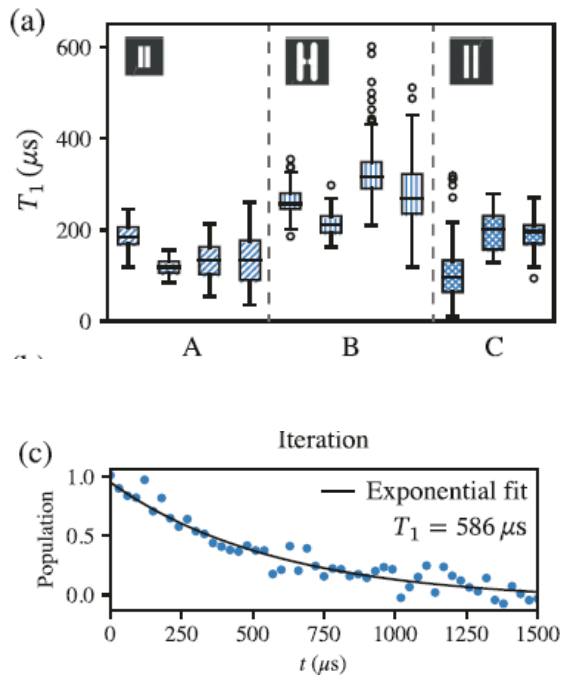 (a)
600
400
200
0
T₁ (μs)
A B C
(c)
Iteration
1.0
0.5
0.0
Population
Exponential fit
T₁ = 586 μs
0 250 500 750 1000 1250 1500
t (μs)